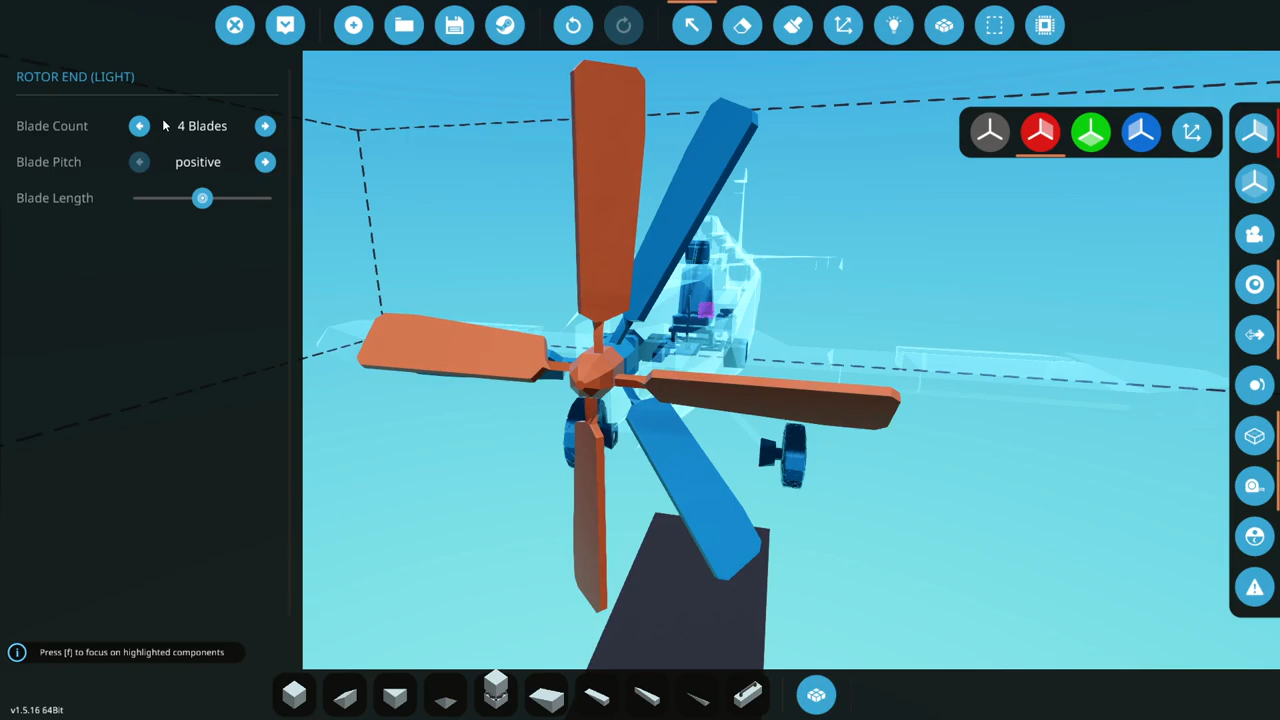 ROTOR END (LIGHT)
Blade Count 4 Blades
Blade Pitch positive
Blade Length
Press [f] to focus on highlighted components
v1.5.16 64Bit